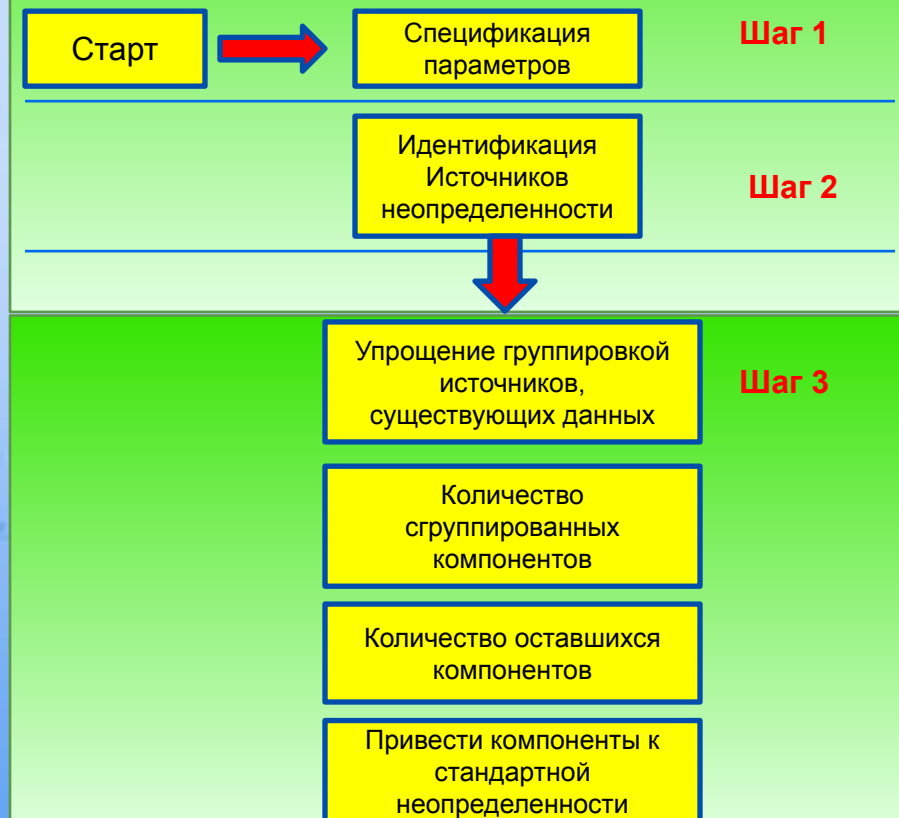 Старт
Спецификация
параметров
Шаг 1
Идентификация
Источников
неопределенности
Шаг 2
Упрощение группировкой
источников,
существующих данных
Шаг 3
Количество
сгруппированных
компонентов
Количество оставшихся
компонентов
Привести компоненты к
стандартной
неопределенности